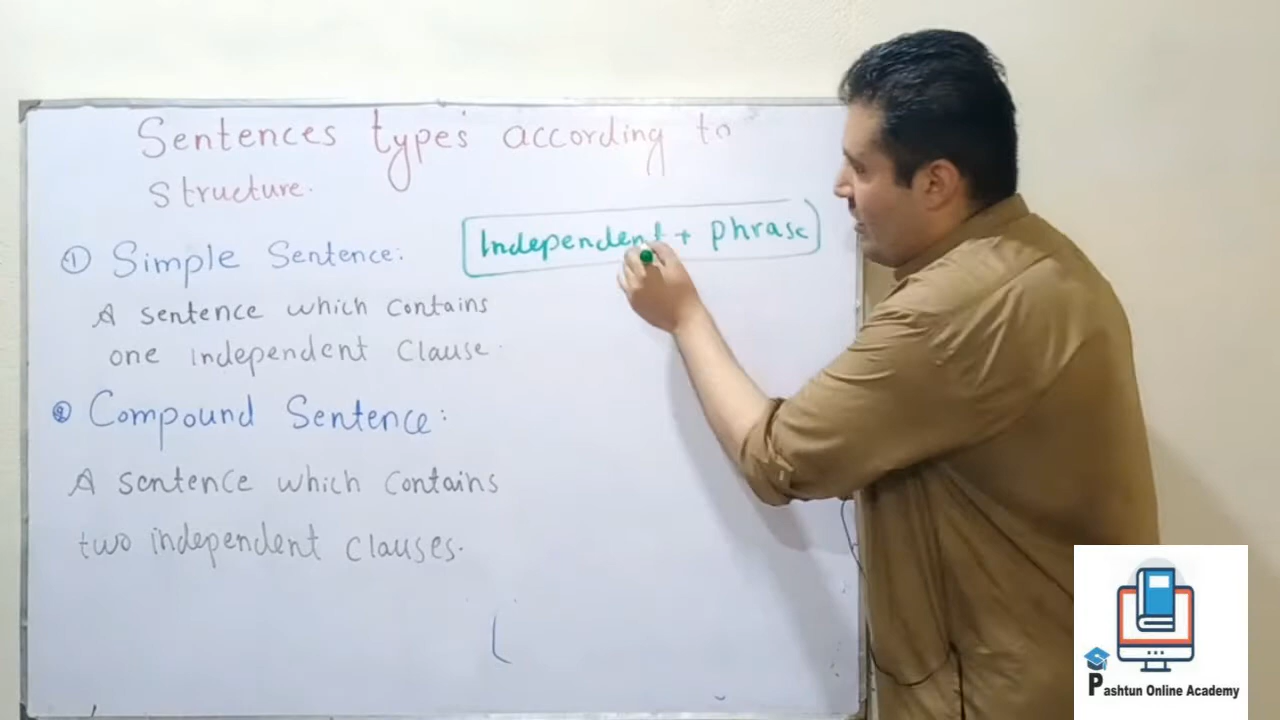 Sentences types according to
structure.
① Simple Sentence:
Independent + Phrase
A sentence which contains
one independent Clause.
② Compound Sentence:
A sentence which contains
two independent clauses.
Pashtun Online Academy